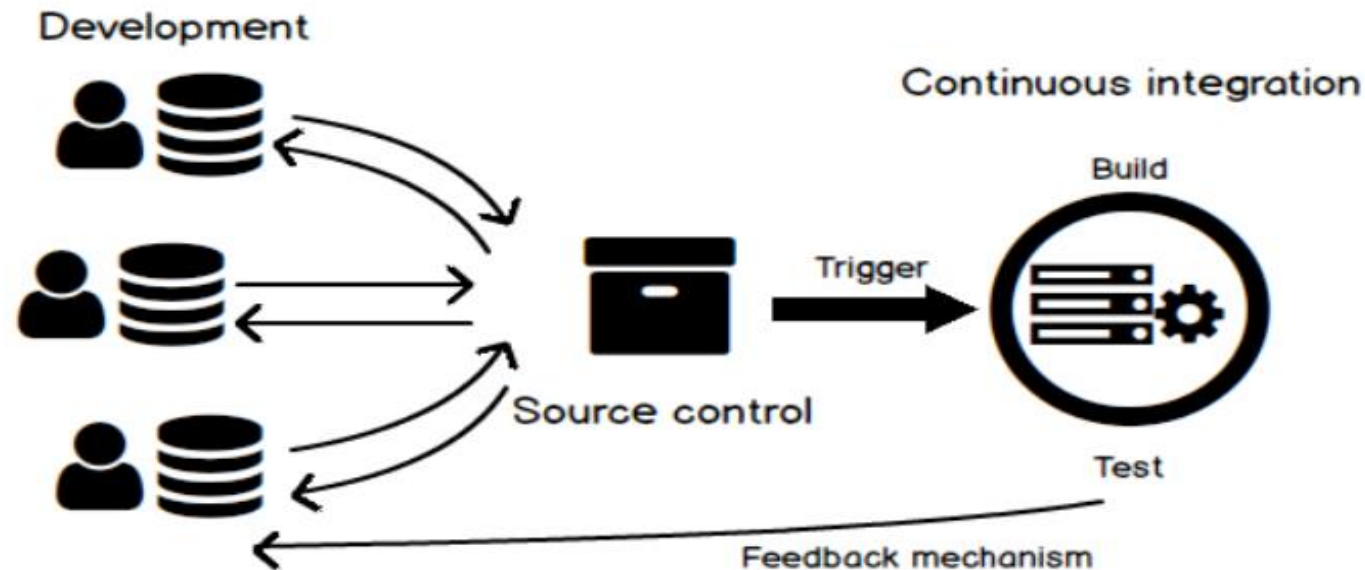 Development
Continuous integration
Build
Trigger
Source control
Test
Feedback mechanism